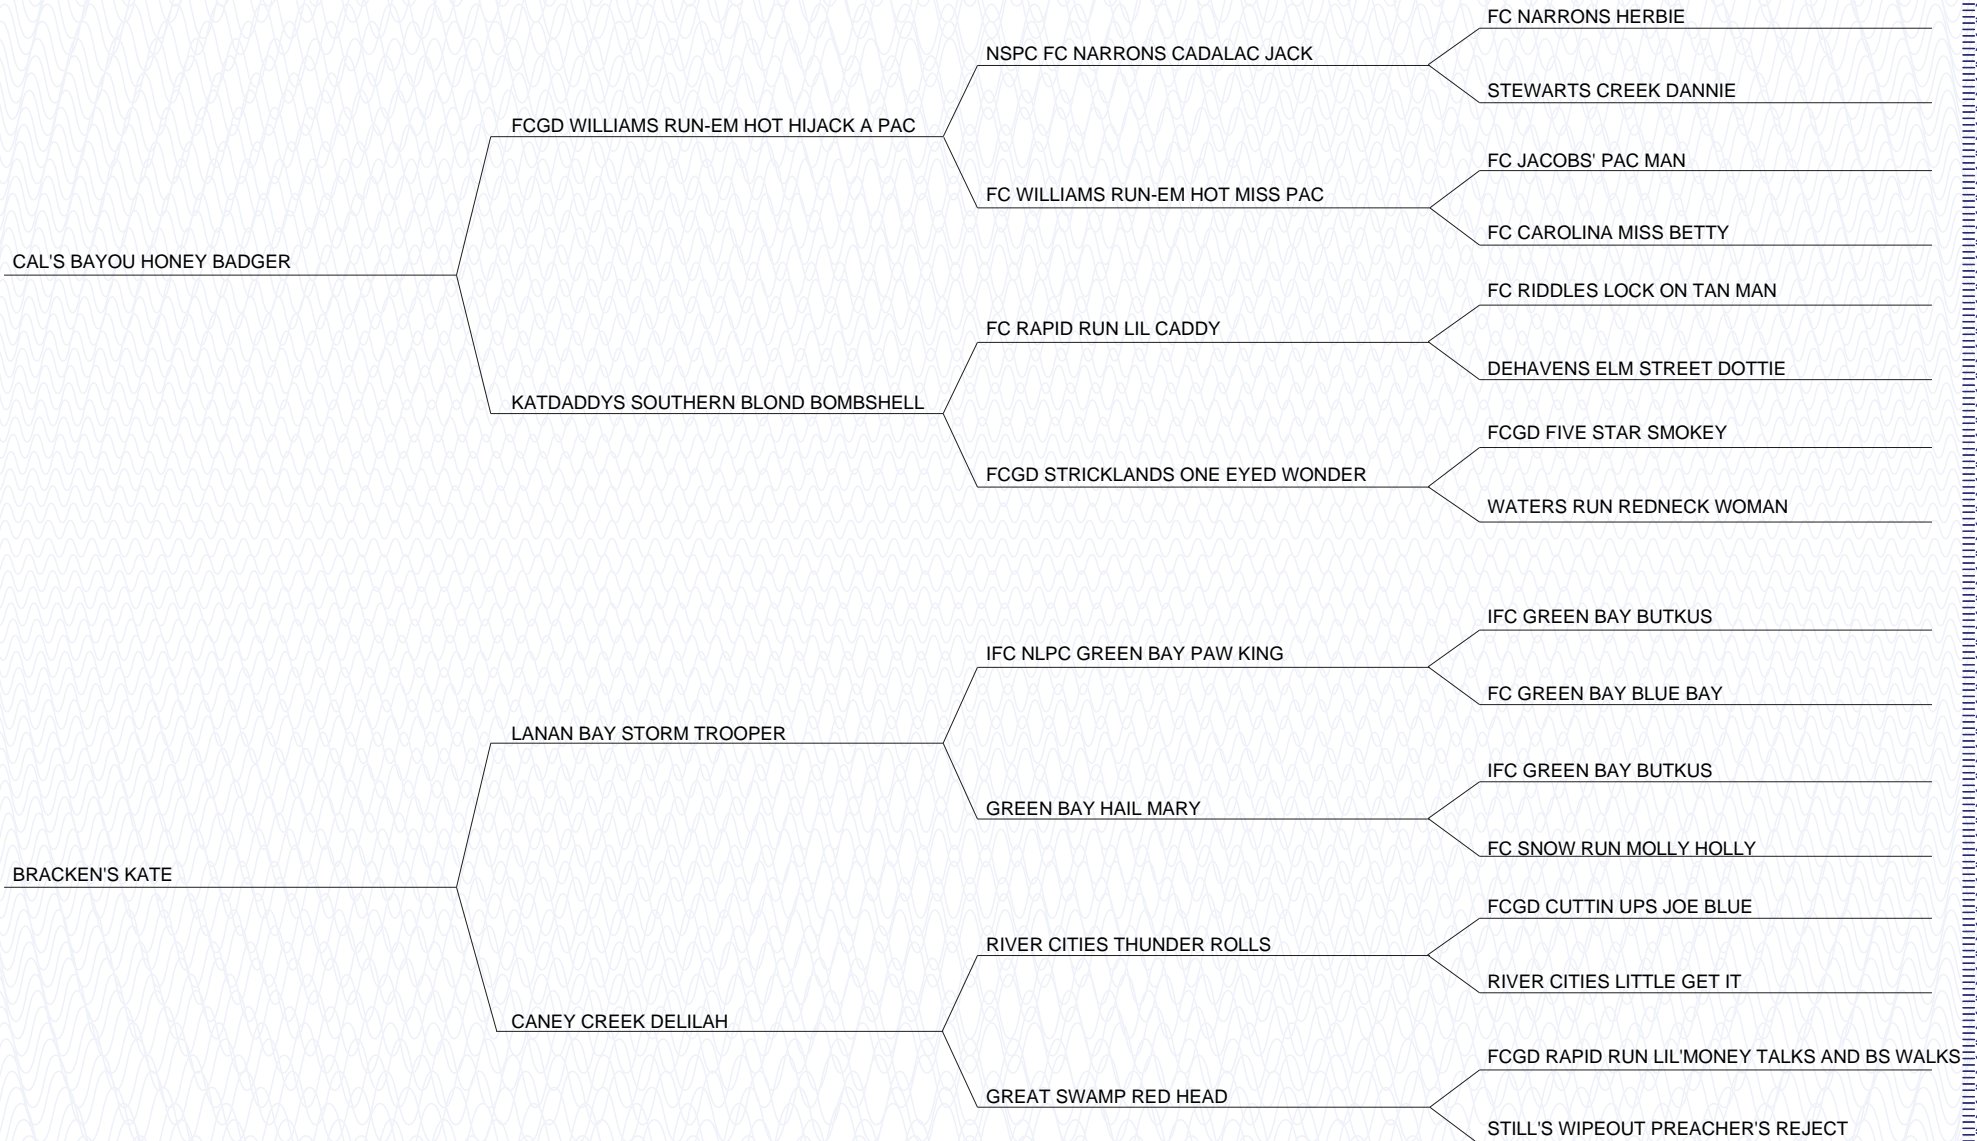 FC NARRONS HERBIE
NSPC FC NARRONS CADALAC JACK
STEWARTS CREEK DANNIE
FCGD WILLIAMS RUN-EM HOT HIJACK A PAC
FC JACOBS' PAC MAN
FC WILLIAMS RUN-EM HOT MISS PAC
FC CAROLINA MISS BETTY
CAL'S BAYOU HONEY BADGER
FC RIDDLES LOCK ON TAN MAN
FC RAPID RUN LIL CADDY
DEHAVENS ELM STREET DOTTIE
KATDADDYS SOUTHERN BLOND BOMBSHELL
FCGD FIVE STAR SMOKEY
FCGD STRICKLANDS ONE EYED WONDER
WATERS RUN REDNECK WOMAN
IFC GREEN BAY BUTKUS
IFC NLPC GREEN BAY PAW KING
FC GREEN BAY BLUE BAY
LANAN BAY STORM TROOPER
IFC GREEN BAY BUTKUS
GREEN BAY HAIL MARY
FC SNOW RUN MOLLY HOLLY
BRACKEN'S KATE
FCGD CUTTIN UPS JOE BLUE
RIVER CITIES THUNDER ROLLS
RIVER CITIES LITTLE GET IT
CANEY CREEK DELILAH
FCGD RAPID RUN LIL'MONEY TALKS AND BS WALKS
GREAT SWAMP RED HEAD
STILL'S WIPEOUT PREACHER'S REJECT